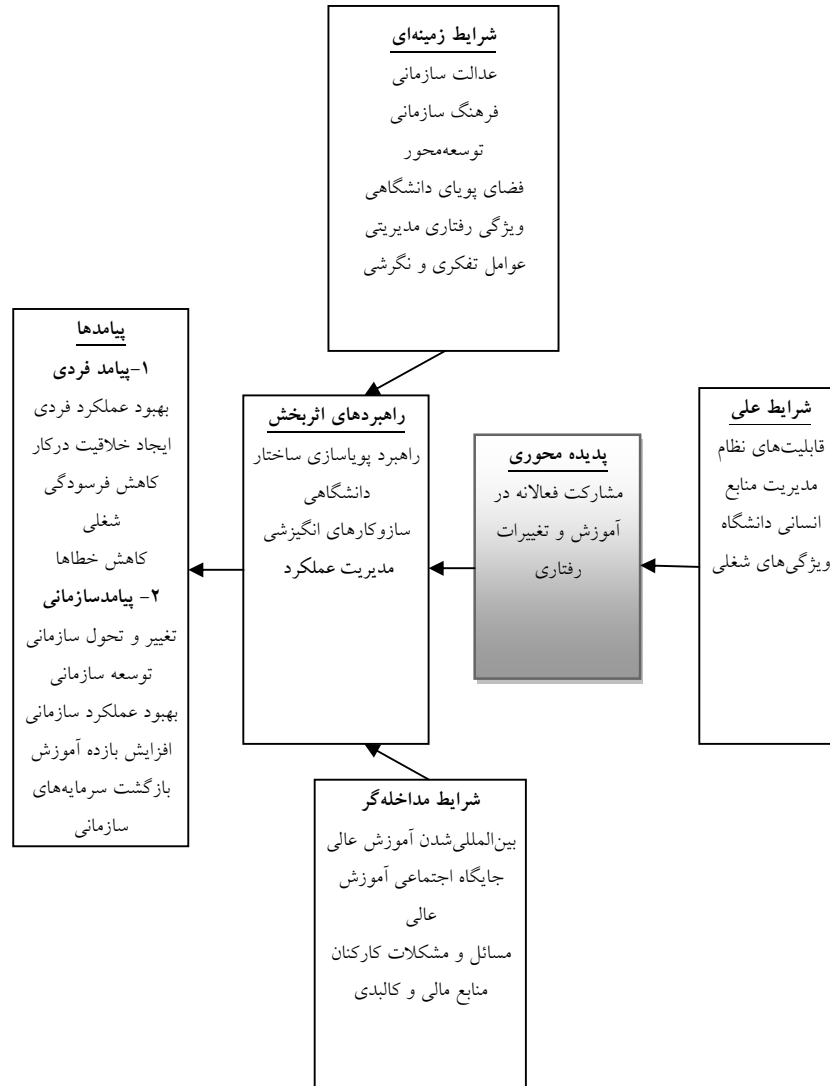 شرایط زمینه‌ای
عدالت سازمانی
فرهنگ سازمانی
توسعه‌محور
فضای پویای دانشگاهی
ویژگی رفتاری مدیریتی
عوامل تفکری و نگرشی
شرایط علی
قابلیت‌های نظام
مدیریت منابع
انسانی دانشگاه
ویژگی‌های شغلی
پدیده محوری
مشارکت فعالانه در
آموزش و تغییرات
رفتاری
راهبردهای اثربخش
راهبرد پویاسازی ساختار
دانشگاهی
سازوکارهای انگیزشی
مدیریت عملکرد
پیامدها
۱-پیامد فردی
بهبود عملکرد فردی
ایجاد خلاقیت درکار
کاهش فرسودگی
شغلی
کاهش خطاها
۲- پیامدسازمانی
تغییر و تحول سازمانی
توسعه سازمانی
بهبود عملکرد سازمانی
افزایش بازده آموزش
بازگشت سرمایه‌های
سازمانی
شرایط مداخله‌گر
بین‌المللی‌شدن آموزش عالی
جایگاه اجتماعی آموزش
عالی
مسائل و مشکلات کارکنان
منابع مالی و کالبدی